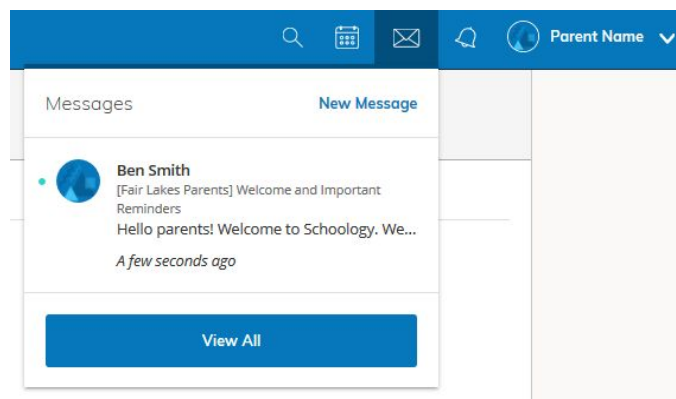 Parent Name
Messages
New Message
Ben Smith
[Fair Lakes Parents] Welcome and Important
Reminders
Hello parents! Welcome to Schoology. We...
A few seconds ago
View All